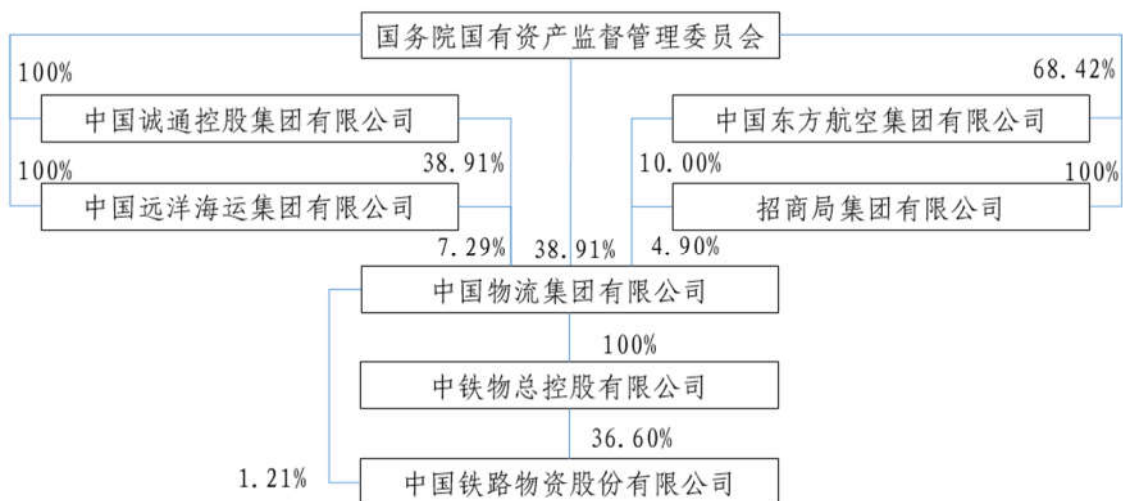 国务院国有资产监督管理委员会
100%
68.42%
中国诚通控股集团有限公司
中国东方航空集团有限公司
100%
38.91%
10.00%
100%
中国远洋海运集团有限公司
招商局集团有限公司
7.29%
38.91%
4.90%
中国物流集团有限公司
100%
中铁物总控股有限公司
36.60%
1.21%
中国铁路物资股份有限公司